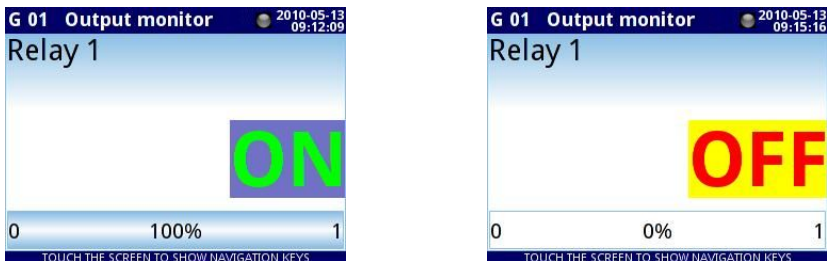 G 01 Output monitor 2010-05-13
09:12:09
Relay 1
ON
0 100% 1
TOUCH THE SCREEN TO SHOW NAVIGATION KEYS
G 01 Output monitor 2010-05-13
09:15:16
Relay 1
OFF
0 0% 1
TOUCH THE SCREEN TO SHOW NAVIGATION KEYS